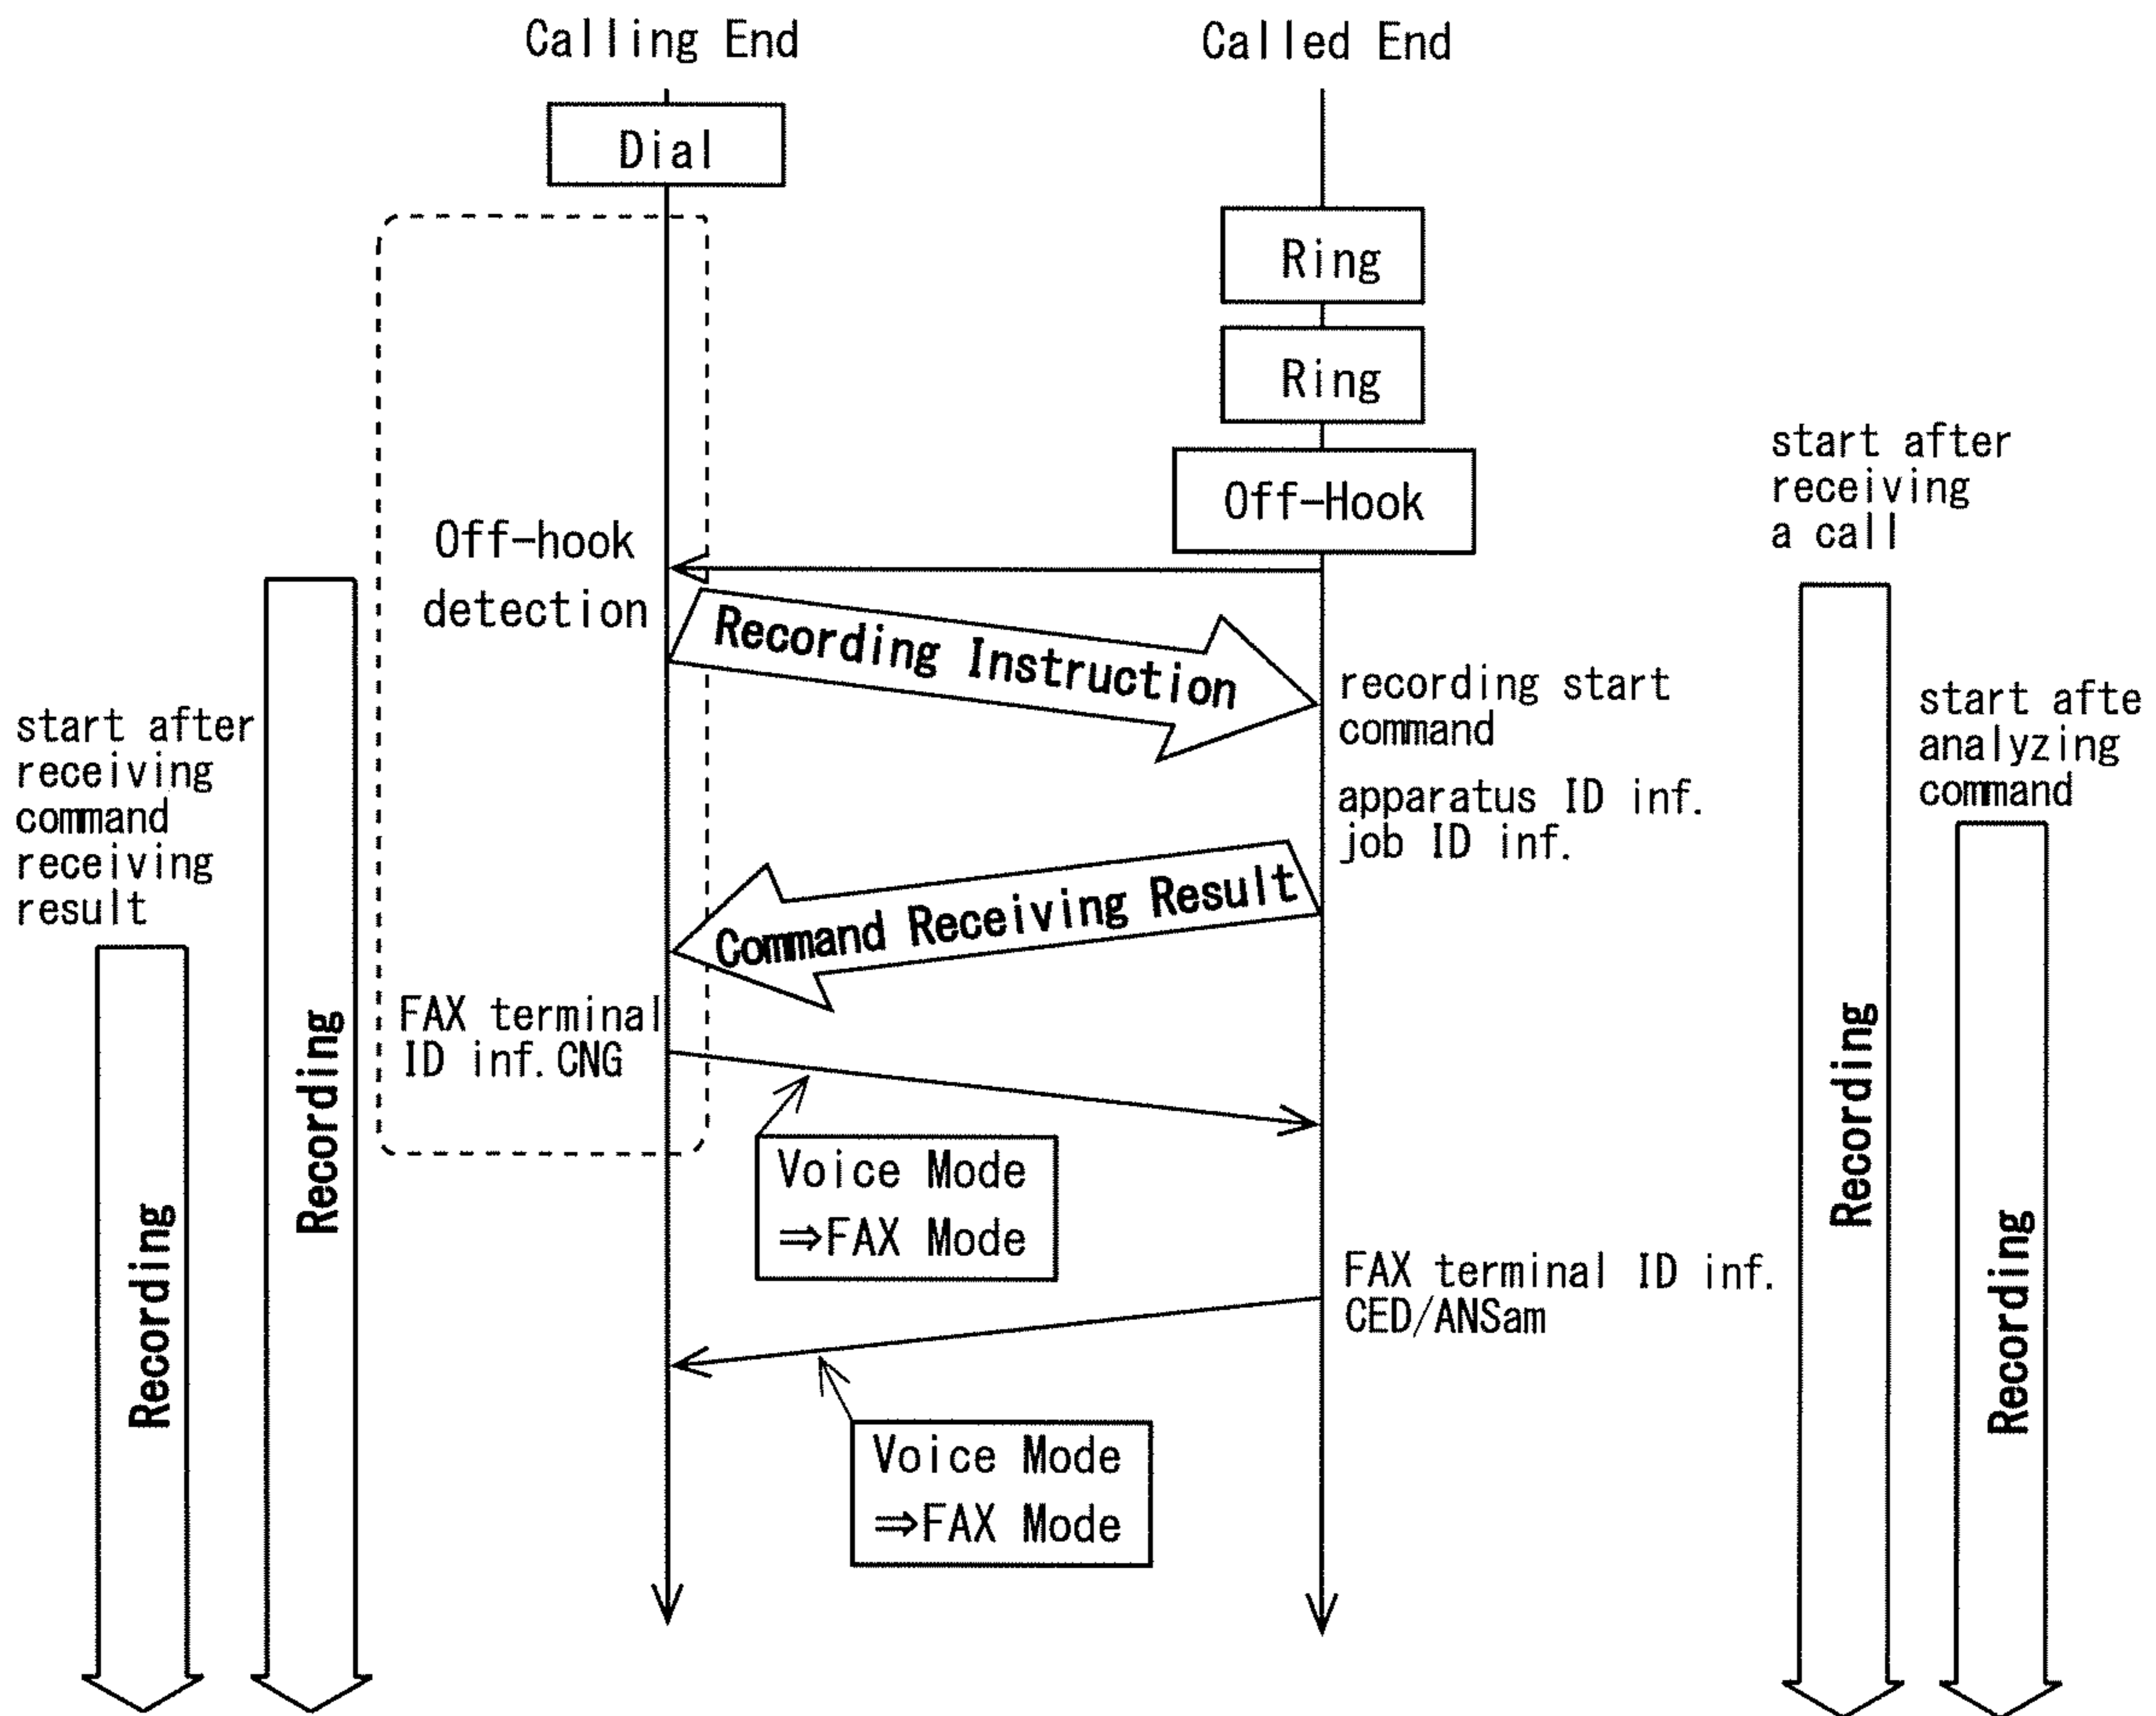 Calling End
Called End
Dial
Ring
Ring
Off-Hook
start after
receiving
a call
Off-hook
detection
Recording Instruction
recording start
command
apparatus ID inf.
job ID inf.
start afte
analyzing
command
start after
receiving
command
receiving
result
Command Receiving Result
FAX terminal
ID inf. CNG
Voice Mode
⇒FAX Mode
FAX terminal ID inf.
CED/ANSam
Voice Mode
⇒FAX Mode
Recording
Recording
Recording
Recording